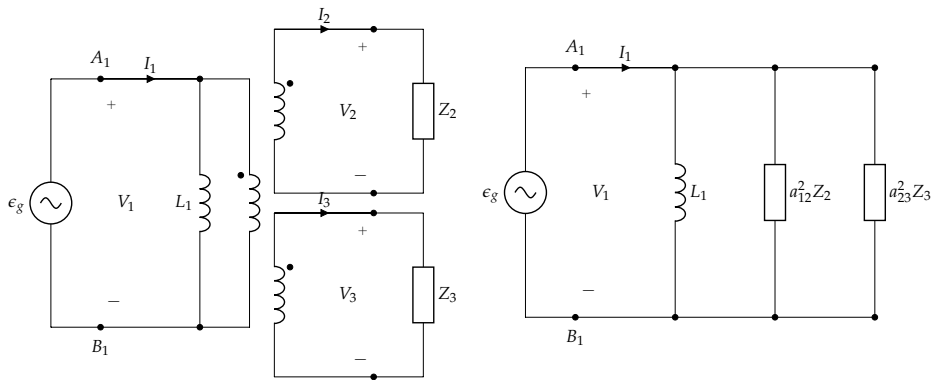 I₂
A₁ I₁ + + V₂ Z₂ −
ϵg V₁ L₁ −
B₁
I₃ + V₃ Z₃ −
A₁ I₁ +
ϵg V₁ L₁ a²₁₂Z₂ a²₂₃Z₃
−
B₁